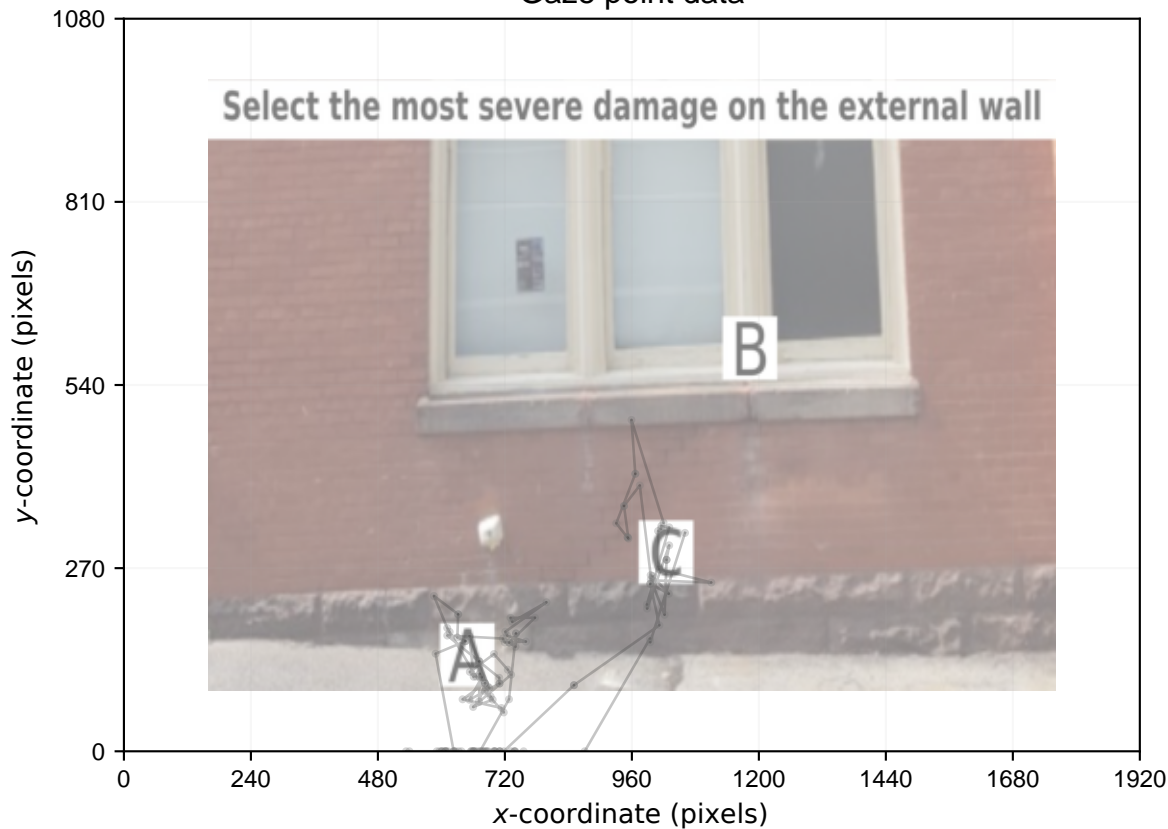 Gaze point data
Select the most severe damage on the external wall
B
C
A
y-coordinate (pixels)
1080
810
540
270
0
0 240 480 720 960 1200 1440 1680 1920
x-coordinate (pixels)